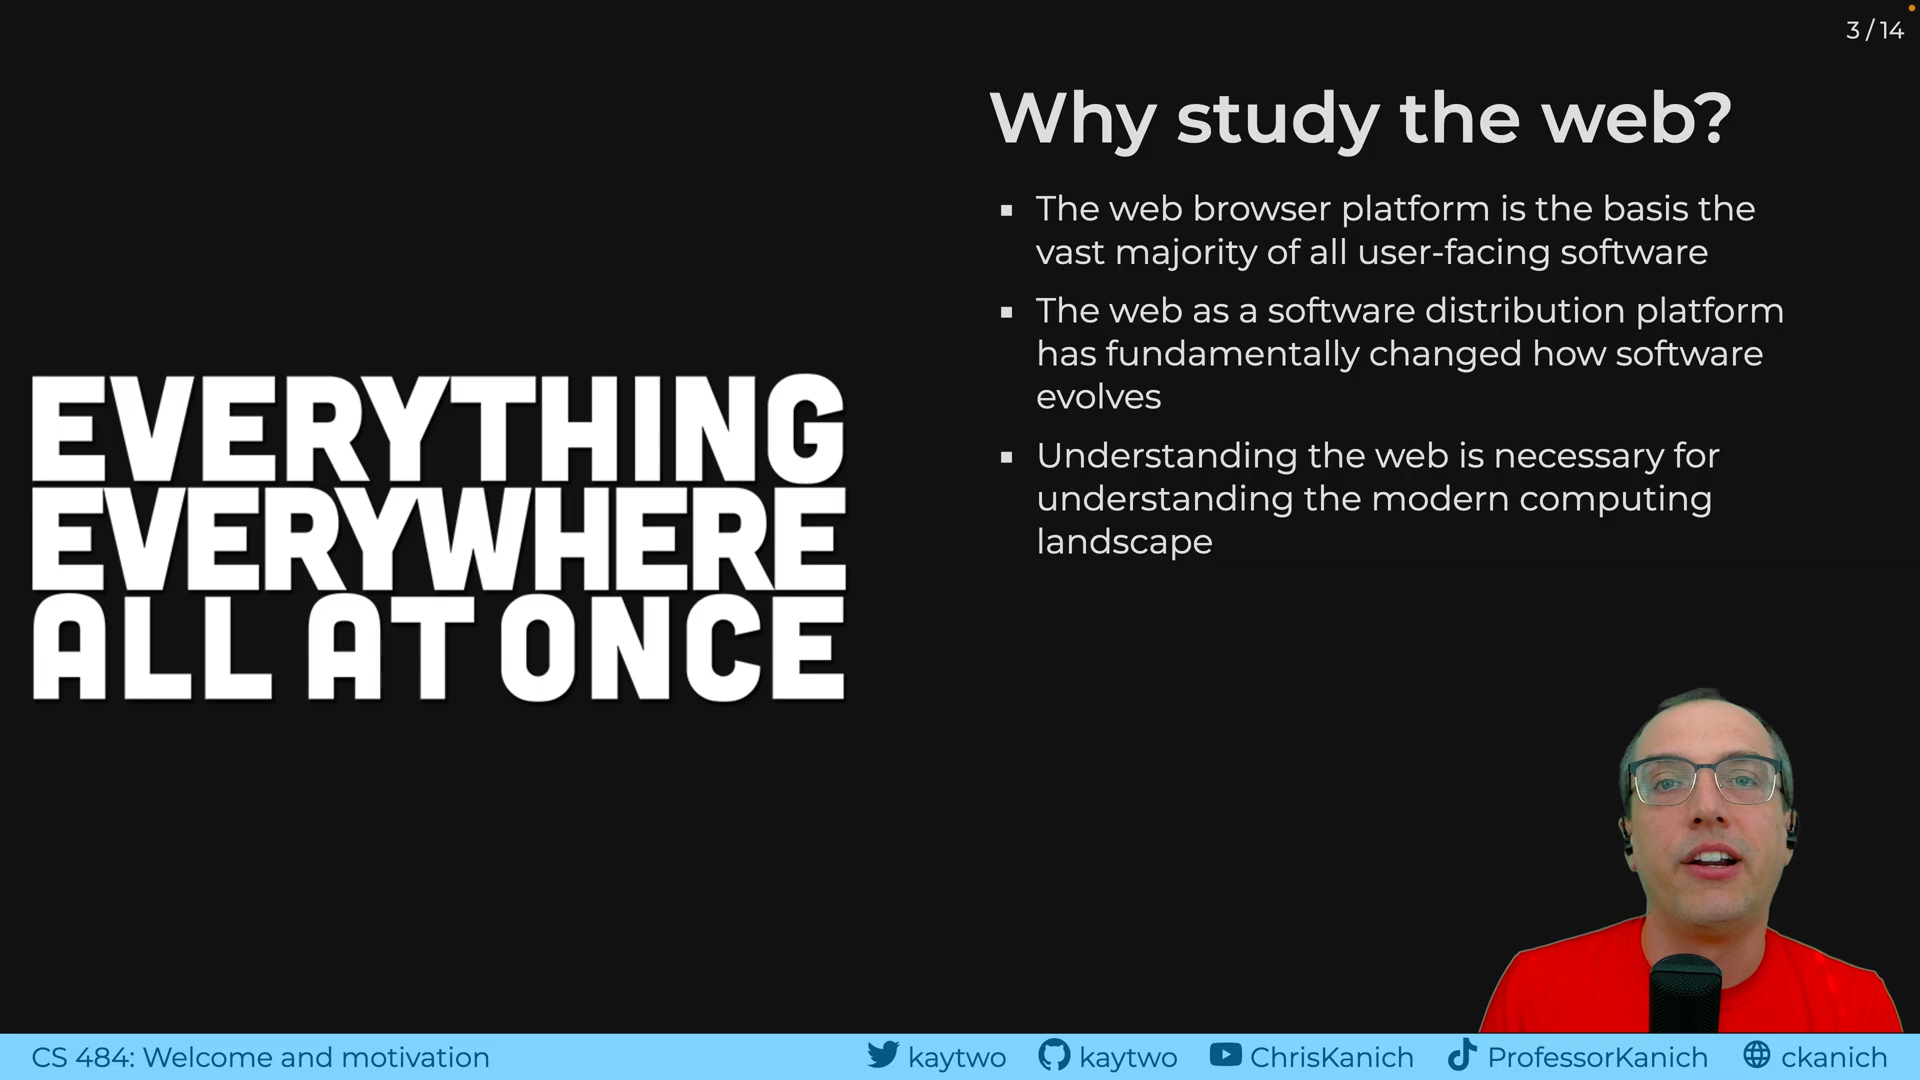 3 / 14
Why study the web?
The web browser platform is the basis the
vast majority of all user-facing software
The web as a software distribution platform
has fundamentally changed how software
evolves
Understanding the web is necessary for
understanding the modern computing
landscape
EVERYTHING
EVERYWHERE
ALL AT ONCE
CS 484: Welcome and motivation
kaytwo
kaytwo
ChrisKanich
ProfessorKanich
ckanich